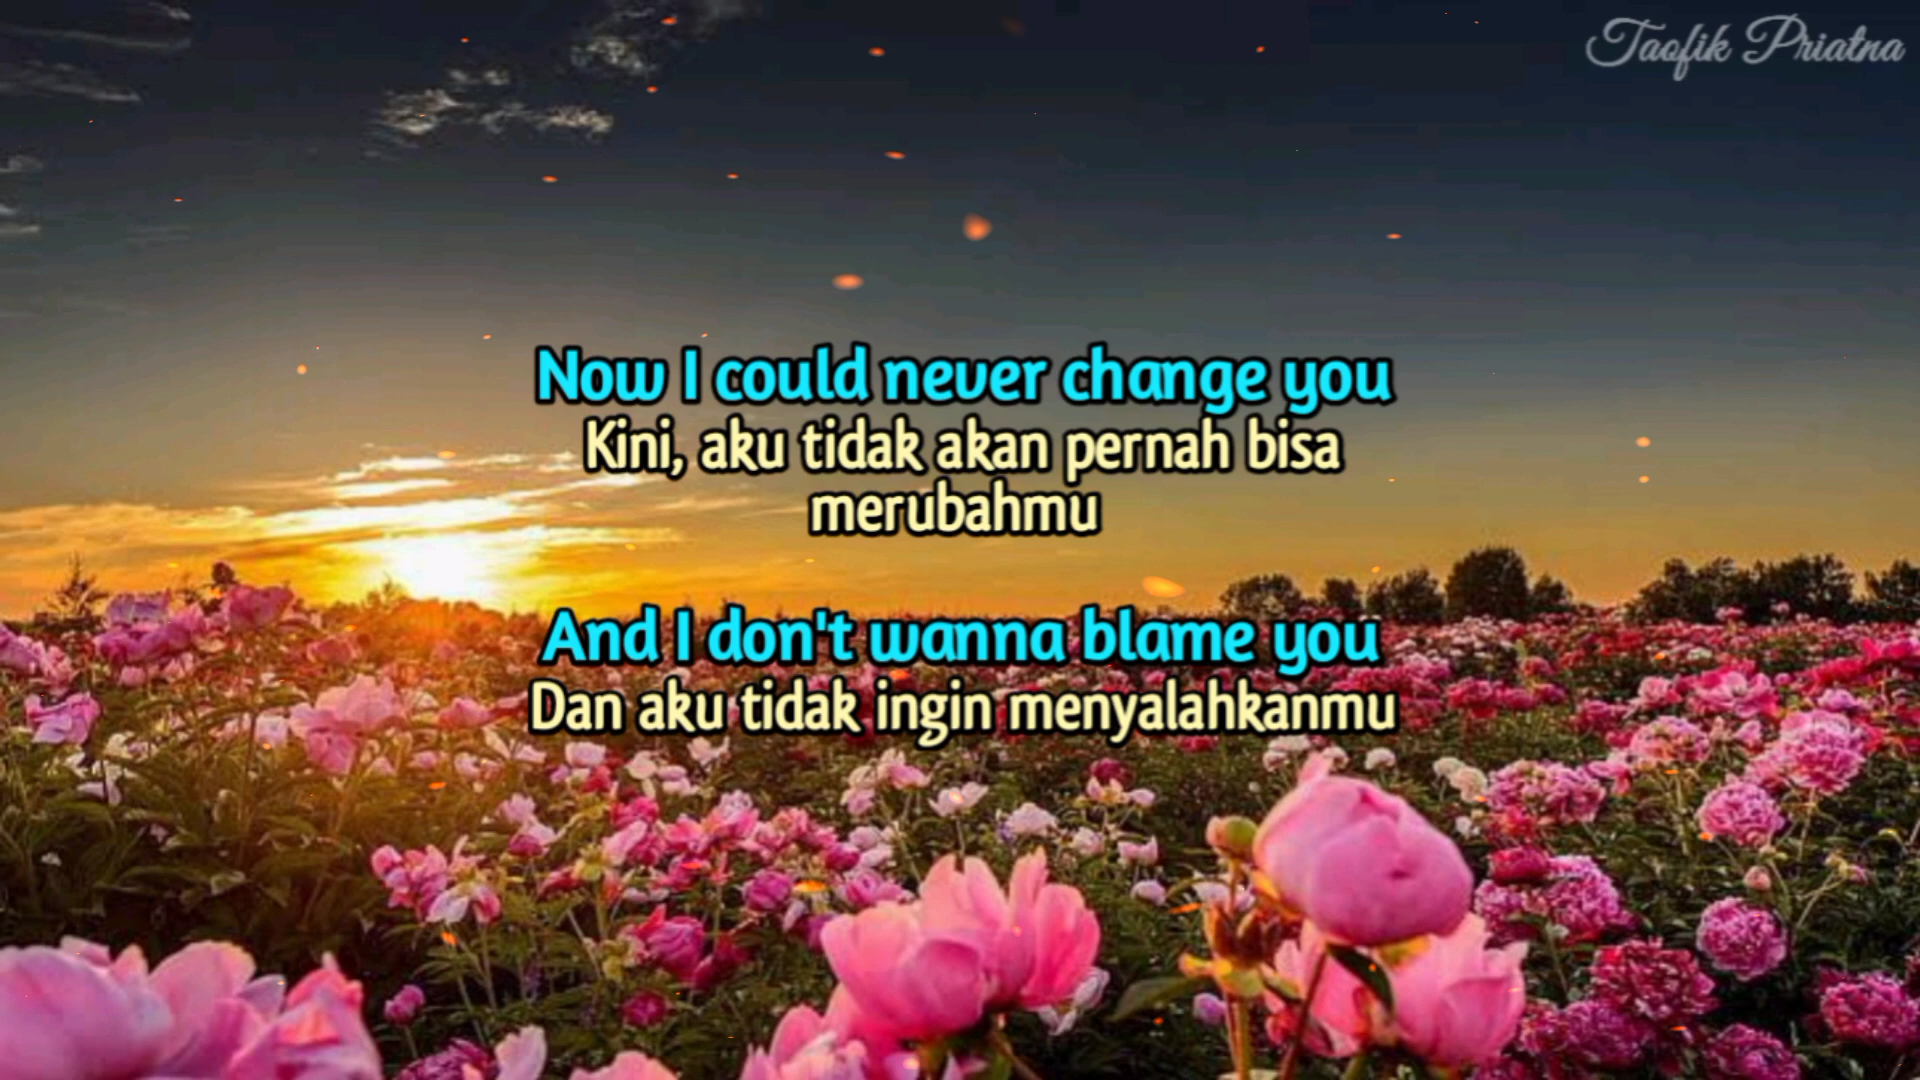 Taofik Priatna
Now I could never change you
Kini, aku tidak akan pernah bisa
merubahmu
And I don't wanna blame you
Dan aku tidak ingin menyalahkanmu